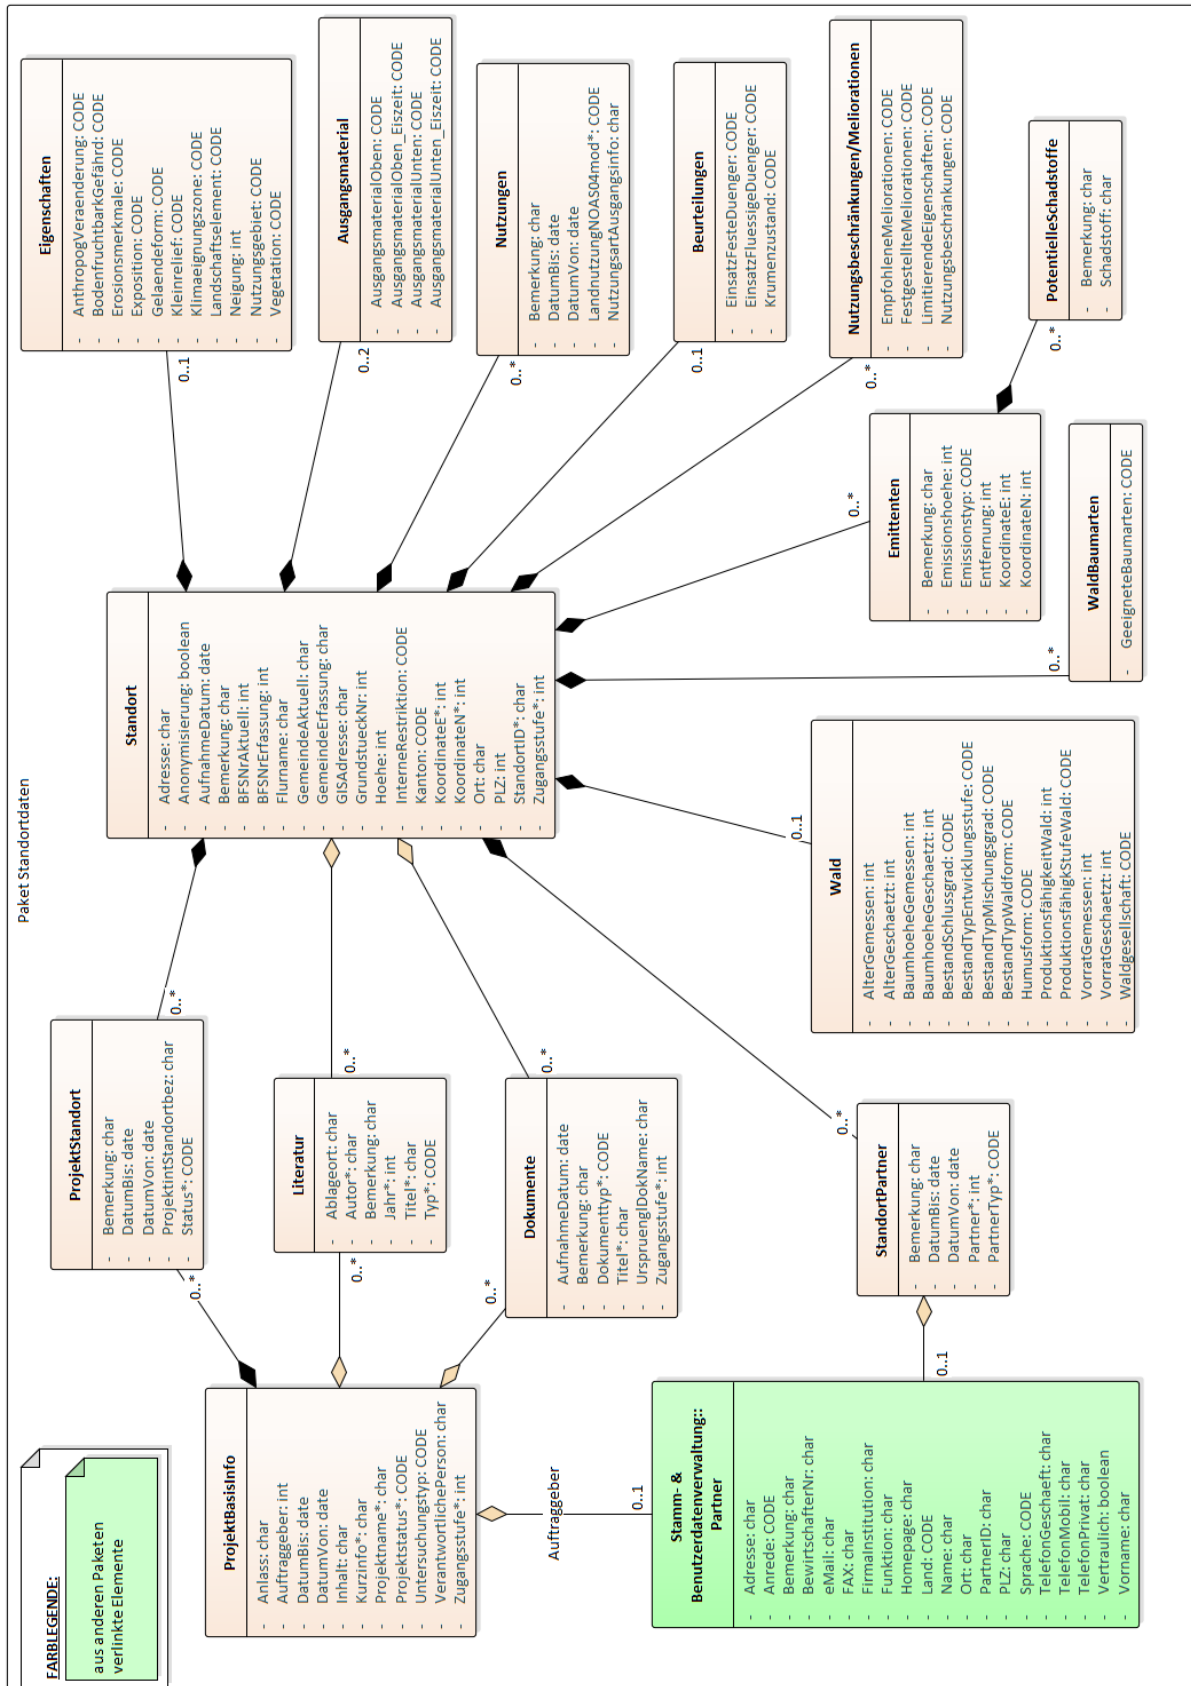 Paket Standortdaten
FARBLEGENDE:
aus anderen Paketen
verlinkte Elemente
ProjektBasisInfo
- Anlass: char
- Auftraggeber: int
- DatumBis: date
- DatumVon: date
- Inhalt: char
- Kurzinfo*: char
- Projektname*: char
- Projektstatus*: CODE
- Untersuchungstyp: CODE
- VerantwortlichePerson: char
- Zugangsstufe*: int
Auftraggeber
0..1
Stamm- &
Benutzerdatenverwaltung::
Partner
- Adresse: char
- Anrede: CODE
- Bemerkung: char
- BewirtschafterNr: char
- eMail: char
- FAX: char
- FirmaInstitution: char
- Funktion: char
- Homepage: char
- Land: CODE
- Name: char
- Ort: char
- PartnerID: char
- PLZ: char
- Sprache: CODE
- TelefonGeschaeft: char
- TelefonMobil: char
- TelefonPrivat: char
- Vertraulich: boolean
- Vorname: char
0..1
0..*
0..*
0..*
ProjektStandort
- Bemerkung: char
- DatumBis: date
- DatumVon: date
- ProjektintStandortbez: char
- Status*: CODE
0..*
Literatur
- Ablageort: char
- Autor*: char
- Bemerkung: char
- Jahr*: int
- Titel*: char
- Typ*: CODE
0..*
Dokumente
- AufnahmeDatum: date
- Bemerkung: char
- Dokumenttyp*: CODE
- Titel*: char
- UrspruenglDokName: char
- Zugangsstufe*: int
0..*
StandortPartner
- Bemerkung: char
- DatumBis: date
- DatumVon: date
- Partner*: int
- PartnerTyp*: CODE
0..*
Standort
- Adresse: char
- Anonymisierung: boolean
- AufnahmeDatum: date
- Bemerkung: char
- BFSNrAktuell: int
- BFSNrErfassung: int
- Flurname: char
- GemeindeAktuell: char
- GemeindeErfassung: char
- GISAdresse: char
- GrundstueckNr: int
- Hoehe: int
- InterneRestriktion: CODE
- Kanton: CODE
- KoordinateE*: int
- KoordinateN*: int
- Ort: char
- PLZ: int
- StandortID*: char
- Zugangsstufe*: int
0..1
Wald
- AlterGemessen: int
- AlterGeschaetzt: int
- BaumhoeheGemessen: int
- BaumhoeheGeschaetzt: int
- BestandSchlussgrad: CODE
- BestandTypEntwicklungsstufe: CODE
- BestandTypMischungsgrad: CODE
- BestandTypWaldform: CODE
- Humusform: CODE
- ProduktionsfähigkeitWald: int
- ProduktionsfähigkStufeWald: CODE
- VorratGemessen: int
- VorratGeschaetzt: int
- Waldgesellschaft: CODE
Eigenschaften
- AnthropogVeraenderung: CODE
- BodenfruchtbarkGefährd: CODE
- Erosionsmerkmale: CODE
- Exposition: CODE
- Gelaendeform: CODE
- Kleinrelief: CODE
- Klimaeignungszone: CODE
- Landschaftselement: CODE
- Neigung: int
- Nutzungsgebiet: CODE
- Vegetation: CODE
0..1
Ausgangsmaterial
- AusgangsmaterialOben: CODE
- AusgangsmaterialOben_Eiszeit: CODE
- AusgangsmaterialUnten: CODE
- AusgangsmaterialUnten_Eiszeit: CODE
0..2
Nutzungen
- Bemerkung: char
- DatumBis: date
- DatumVon: date
- LandnutzungNOAS04mod*: CODE
- NutzungsartAusgangsinfo: char
0..*
Beurteilungen
- EinsatzFesteDuenger: CODE
- EinsatzFluessigeDuenger: CODE
- Krumenzustand: CODE
0..1
Nutzungsbeschränkungen/Meliorationen
- EmpfohleneMeliorationen: CODE
- FestgestellteMeliorationen: CODE
- LimitierendeEigenschaften: CODE
- Nutzungsbeschränkungen: CODE
0..*
Emittenten
- Bemerkung: char
- Emissionshoehe: int
- Emissionstyp: CODE
- Entfernung: int
- KoordinateE: int
- KoordinateN: int
0..*
PotentielleSchadstoffe
- Bemerkung: char
- Schadstoff: char
0..*
WaldBaumarten
- GeeigneteBaumarten: CODE
0..*